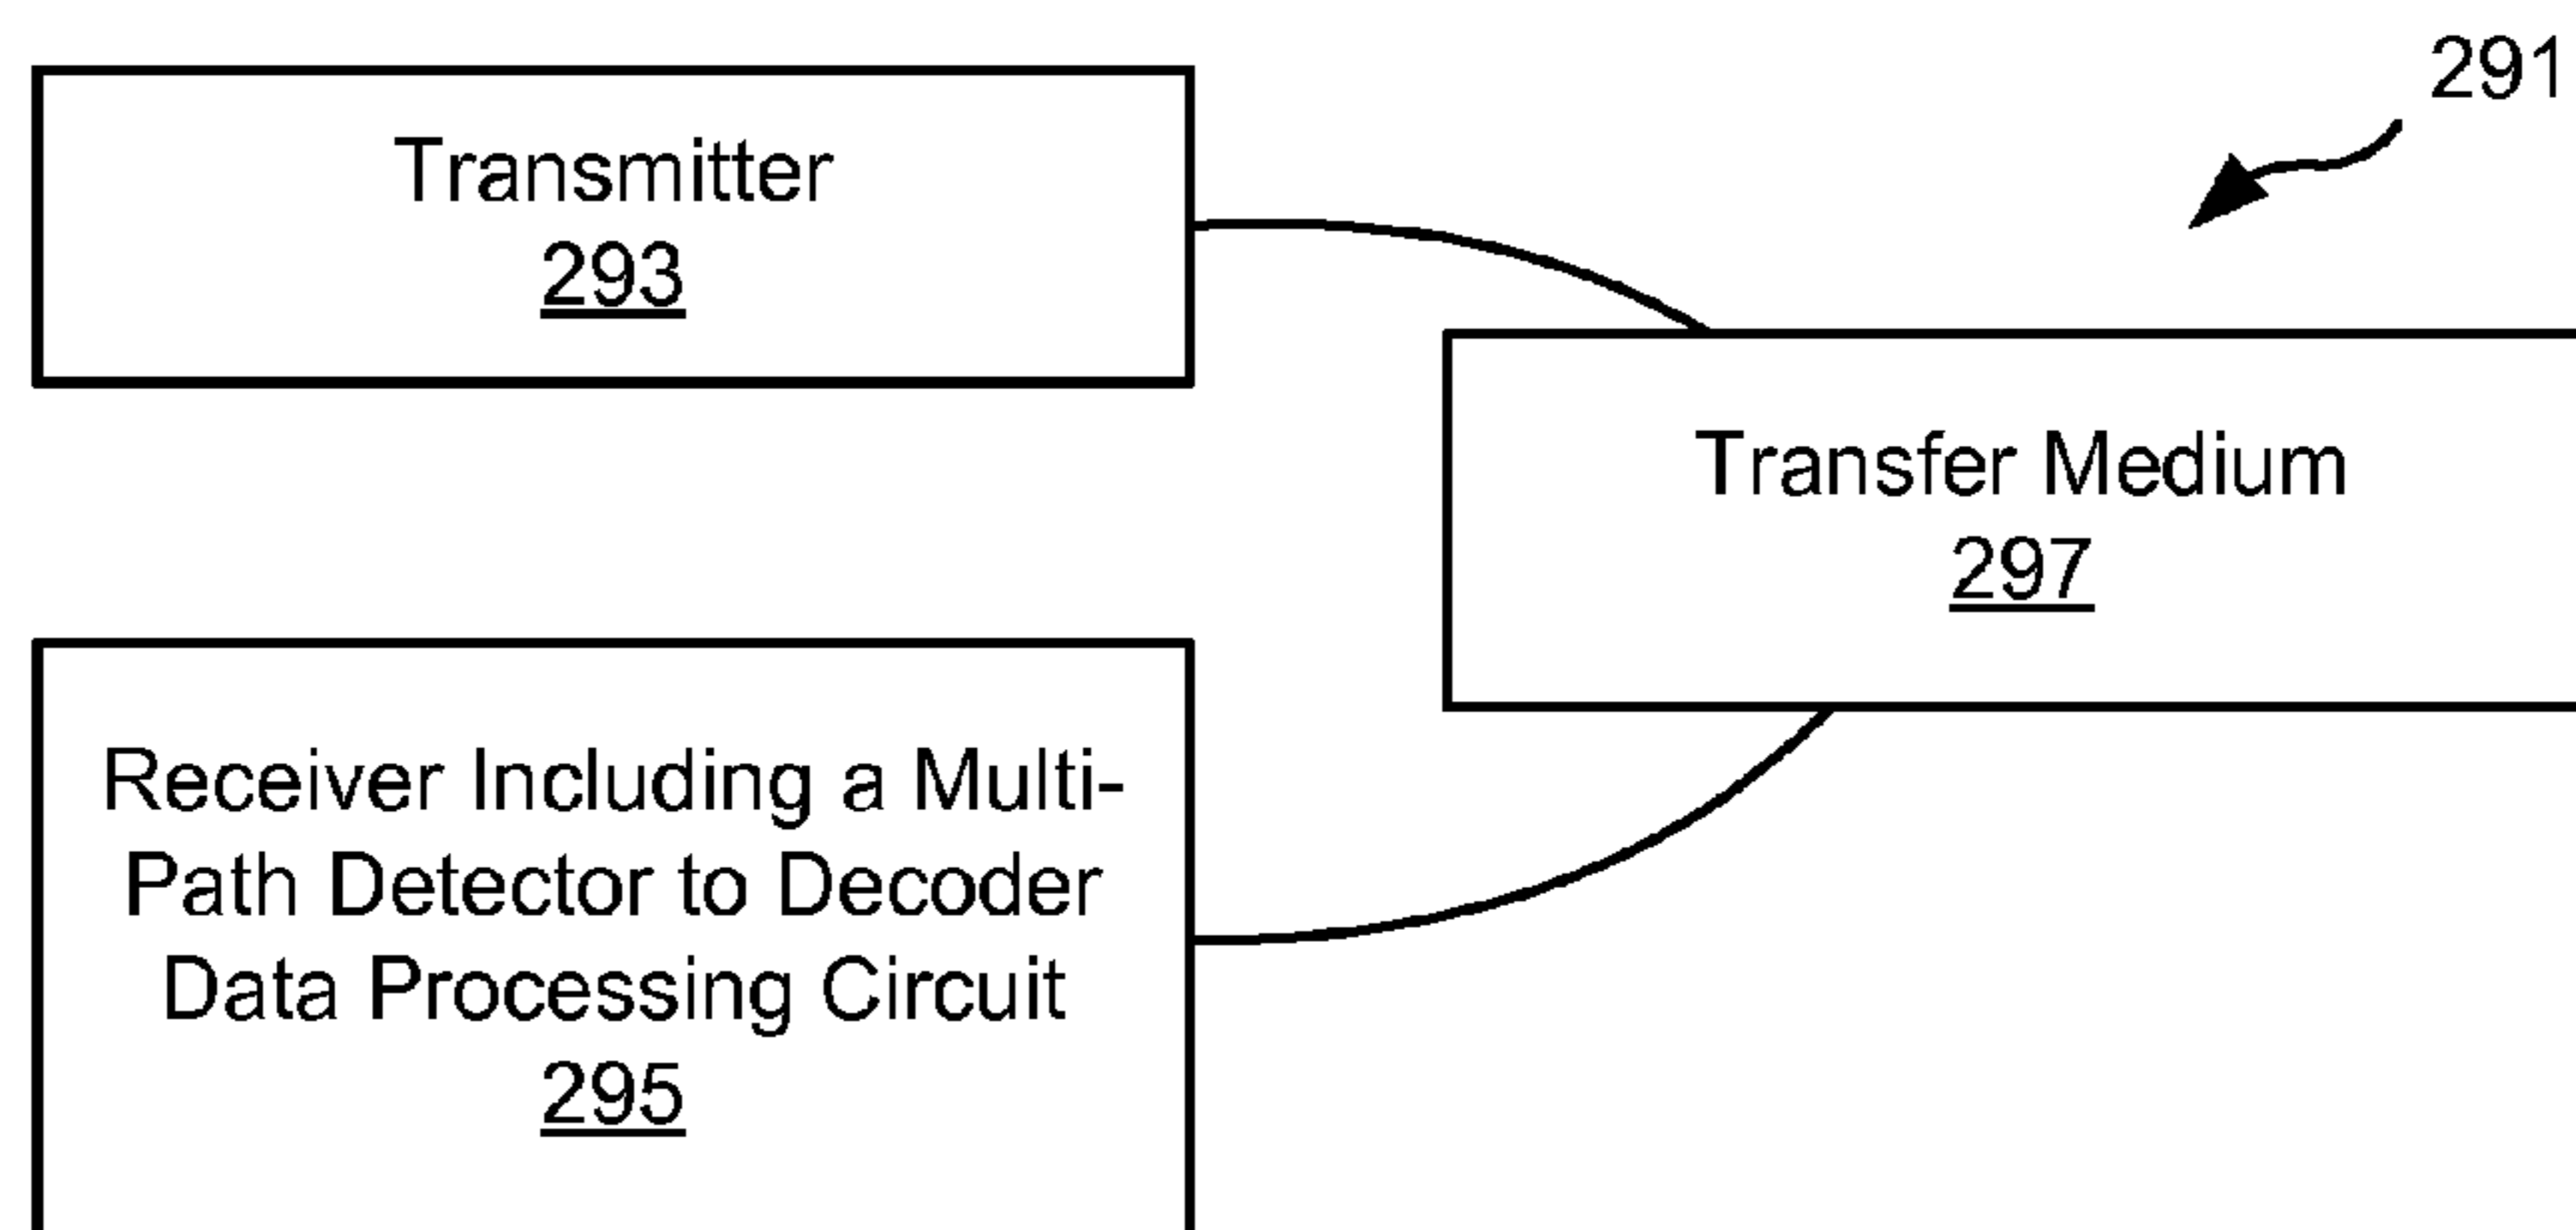 291
Transmitter
293
Transfer Medium
297
Receiver Including a Multi-
Path Detector to Decoder
Data Processing Circuit
295